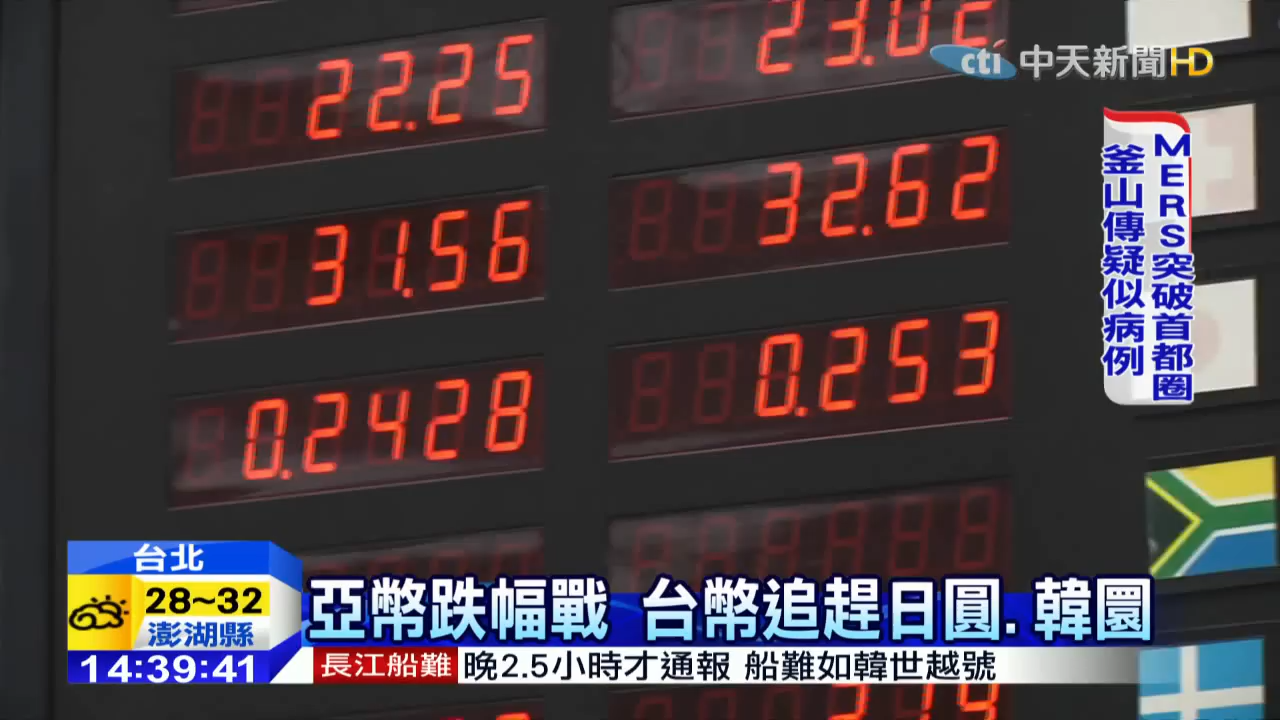 22.25
cti 中天新聞HD
31.56
32.62
0.2428
0.253
MERS突破首都圈
釜山傳疑似病例
台北
28~32
澎湖縣
14:39:41
亞幣跌幅戰 台幣追趕日圓.韓圜
長江船難 晚2.5小時才通報 船難如韓世越號